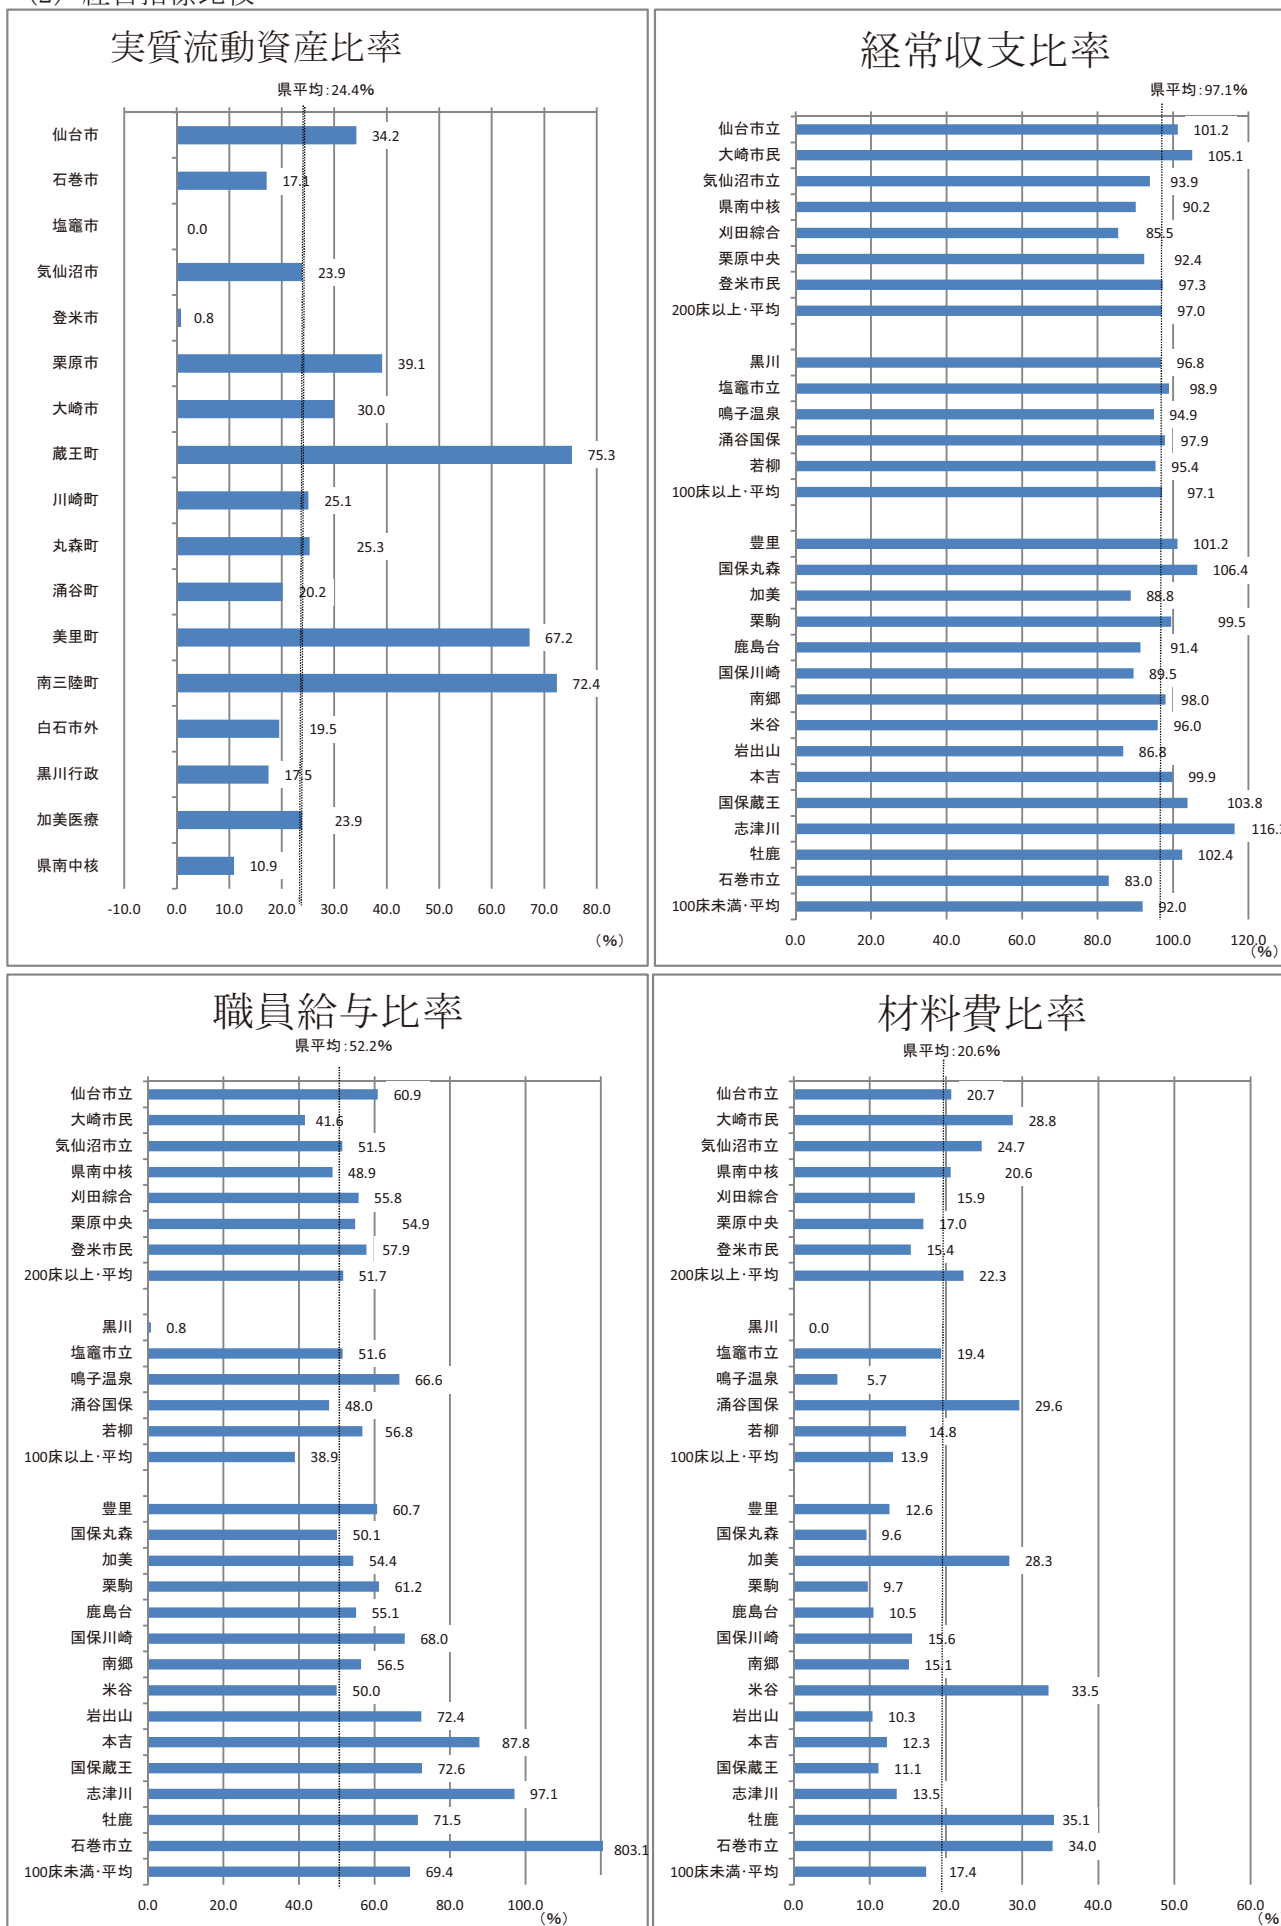 (2) 経営指標比較
実質流動資産比率
県平均:24.4%
仙台市 34.2
石巻市 17.1
塩竈市 0.0
気仙沼市 23.9
登米市 0.8
栗原市 39.1
大崎市 30.0
蔵王町 75.3
川崎町 25.1
丸森町 25.3
涌谷町 20.2
美里町 67.2
南三陸町 72.4
白石市外 19.5
黒川行政 17.5
加美医療 23.9
県南中核 10.9
-10.0 0.0 10.0 20.0 30.0 40.0 50.0 60.0 70.0 80.0
(%)
経常収支比率
県平均:97.1%
仙台市立 101.2
大崎市民 105.1
気仙沼市立 93.9
県南中核 90.2
刈田綜合 85.5
栗原中央 92.4
登米市民 97.3
200床以上・平均 97.0
黒川 96.8
塩竈市立 98.9
鳴子温泉 94.9
涌谷国保 97.9
若柳 95.4
100床以上・平均 97.1
豊里 101.2
国保丸森 106.4
加美 88.8
栗駒 99.5
鹿島台 91.4
国保川崎 89.5
南郷 98.0
米谷 96.0
岩出山 86.8
本吉 99.9
国保蔵王 103.8
志津川 116.
牡鹿 102.4
石巻市立 83.0
100床未満・平均 92.0
0.0 20.0 40.0 60.0 80.0 100.0 120.0
(%)
職員給与比率
県平均:52.2%
仙台市立 60.9
大崎市民 41.6
気仙沼市立 51.5
県南中核 48.9
刈田綜合 55.8
栗原中央 54.9
登米市民 57.9
200床以上・平均 51.7
黒川 0.8
塩竈市立 51.6
鳴子温泉 66.6
涌谷国保 48.0
若柳 56.8
100床以上・平均 38.9
豊里 60.7
国保丸森 50.1
加美 54.4
栗駒 61.2
鹿島台 55.1
国保川崎 68.0
南郷 56.5
米谷 50.0
岩出山 72.4
本吉 87.8
国保蔵王 72.6
志津川 97.1
牡鹿 71.5
石巻市立 803.1
100床未満・平均 69.4
0.0 20.0 40.0 60.0 80.0 100.0
(%)
材料費比率
県平均:20.6%
仙台市立 20.7
大崎市民 28.8
気仙沼市立 24.7
県南中核 20.6
刈田綜合 15.9
栗原中央 17.0
登米市民 15.4
200床以上・平均 22.3
黒川 0.0
塩竈市立 19.4
鳴子温泉 5.7
涌谷国保 29.6
若柳 14.8
100床以上・平均 13.9
豊里 12.6
国保丸森 9.6
加美 28.3
栗駒 9.7
鹿島台 10.5
国保川崎 15.6
南郷 15.1
米谷 33.5
岩出山 10.3
本吉 12.3
国保蔵王 11.1
志津川 13.5
牡鹿 35.1
石巻市立 34.0
100床未満・平均 17.4
0.0 10.0 20.0 30.0 40.0 50.0 60.0
(%